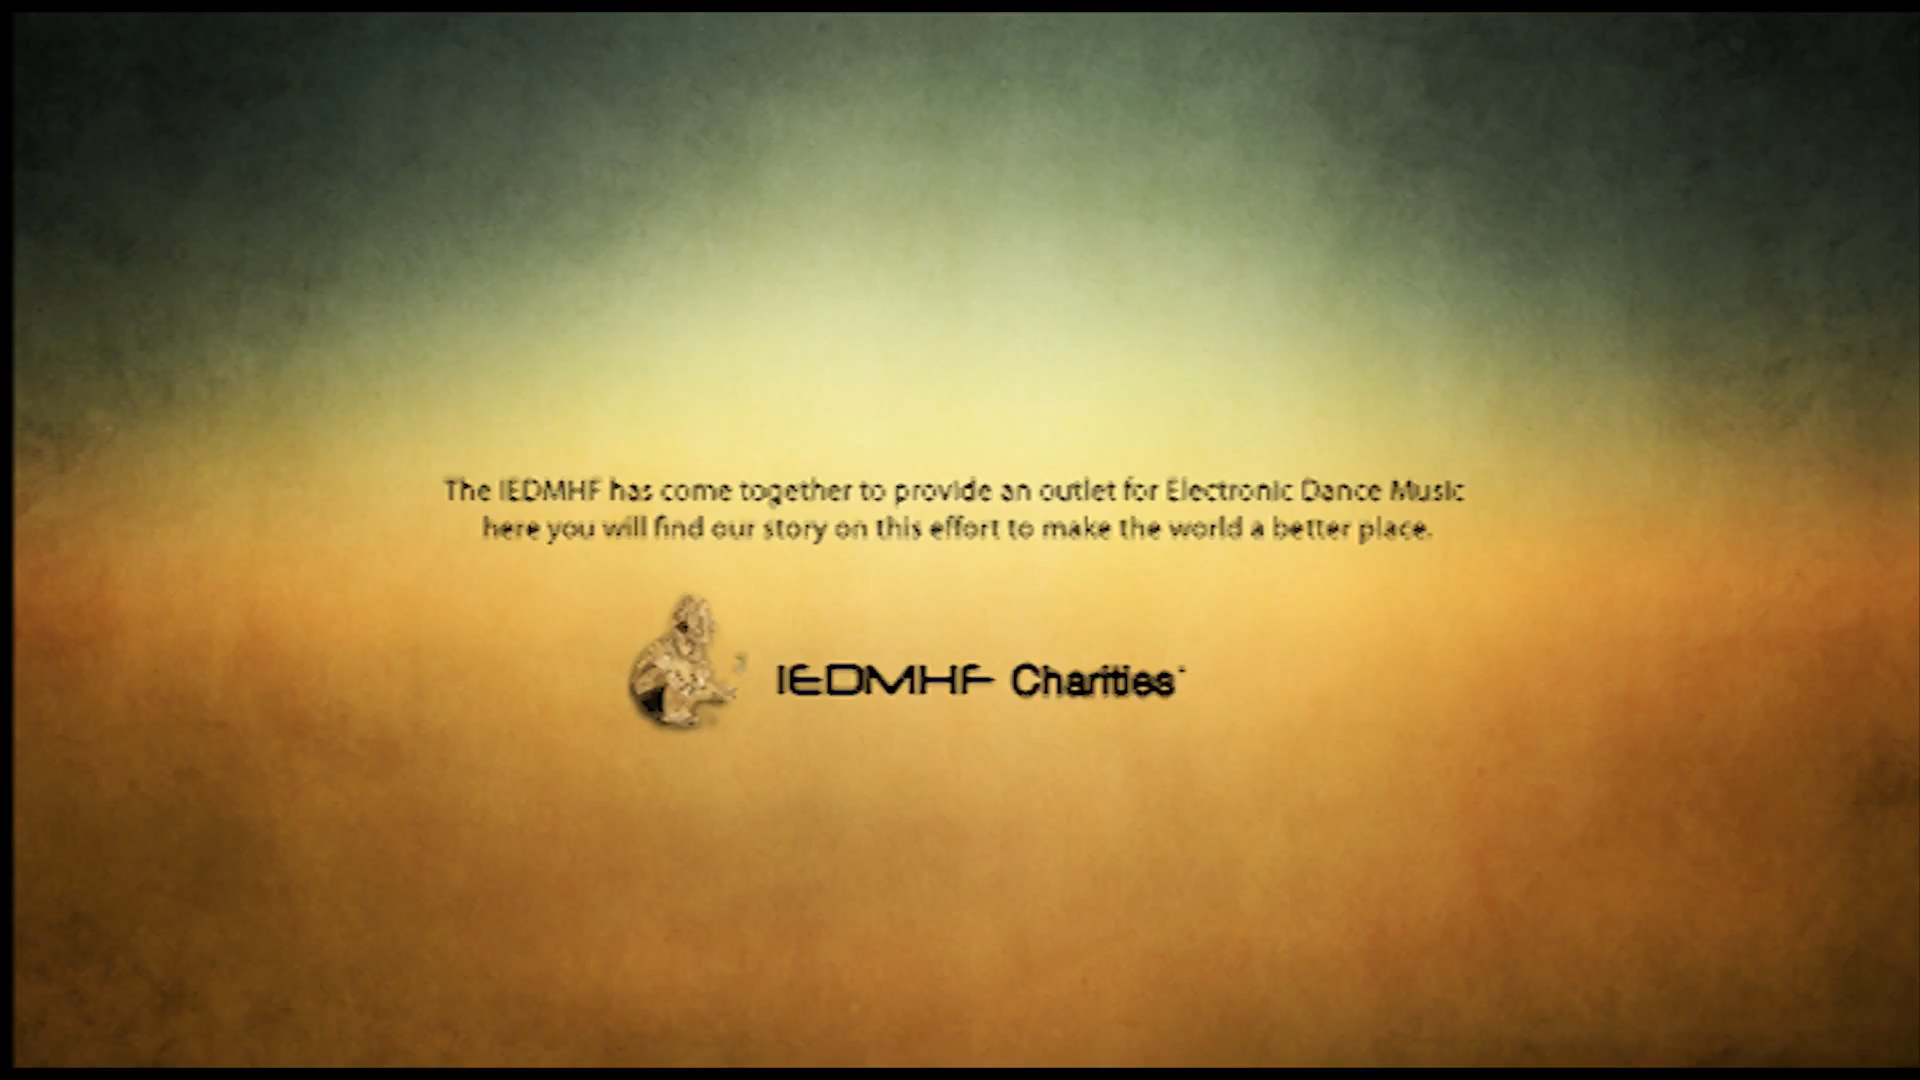 The IEDMHF has come together to provide an outlet for Electronic Dance Music
here you will find our story on this effort to make the world a better place.
IEDMHF Charities